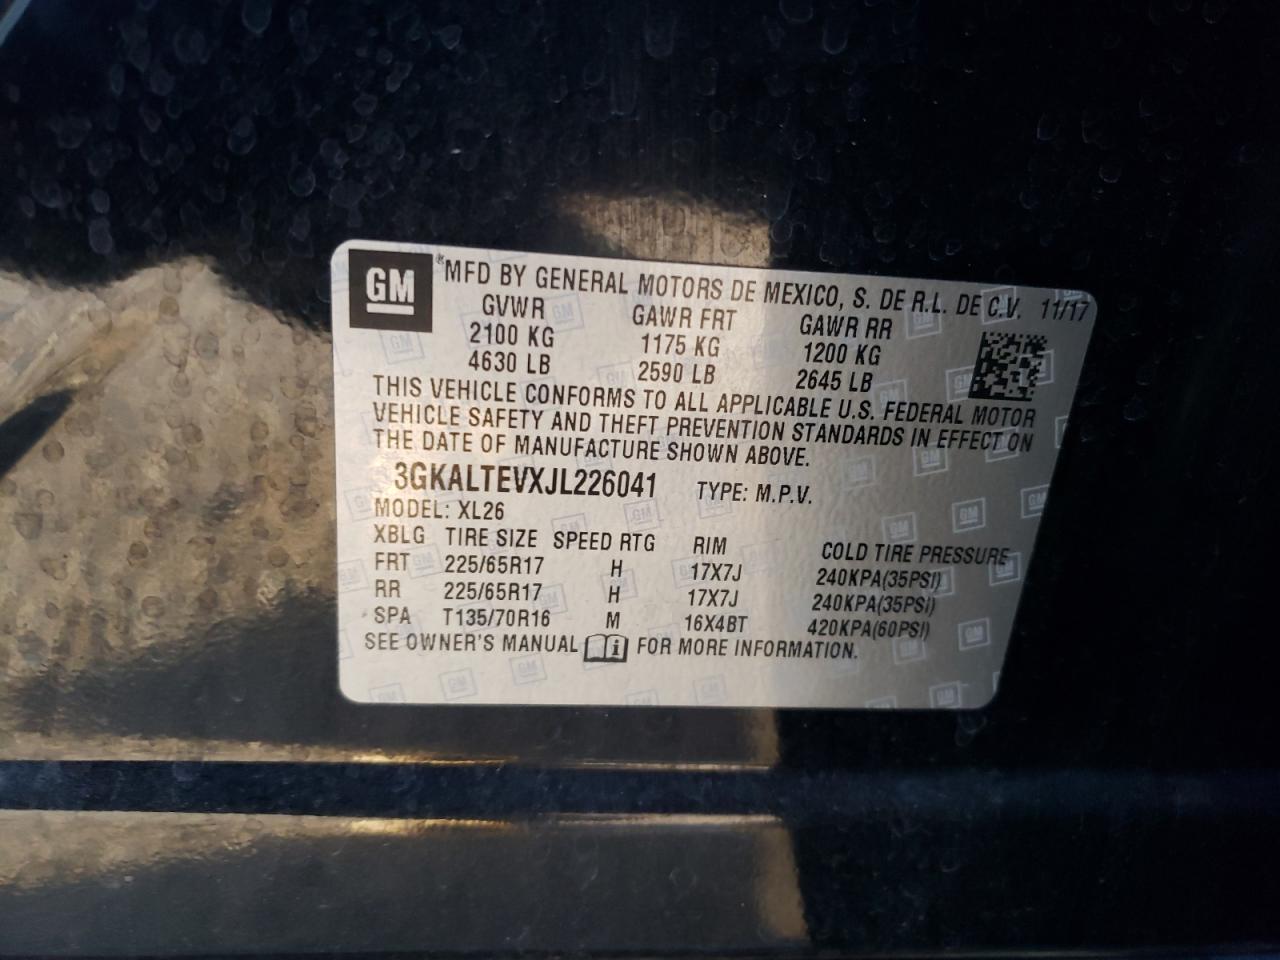 GM ® MFD BY GENERAL MOTORS DE MEXICO, S. DE R.L. DE C.V. 11/17
GVWR GAWR FRT GAWR RR
2100 KG 1175 KG 1200 KG
4630 LB 2590 LB 2645 LB
THIS VEHICLE CONFORMS TO ALL APPLICABLE U.S. FEDERAL MOTOR
VEHICLE SAFETY AND THEFT PREVENTION STANDARDS IN EFFECT ON
THE DATE OF MANUFACTURE SHOWN ABOVE.
3GKALTEVXJL226041 TYPE: M.P.V.
MODEL: XL26
XBLG TIRE SIZE SPEED RTG RIM COLD TIRE PRESSURE
FRT 225/65R17 H 17X7J 240KPA(35PSI)
RR 225/65R17 H 17X7J 240KPA(35PSI)
SPA T135/70R16 M 16X4BT 420KPA(60PSI)
SEE OWNER'S MANUAL i FOR MORE INFORMATION.